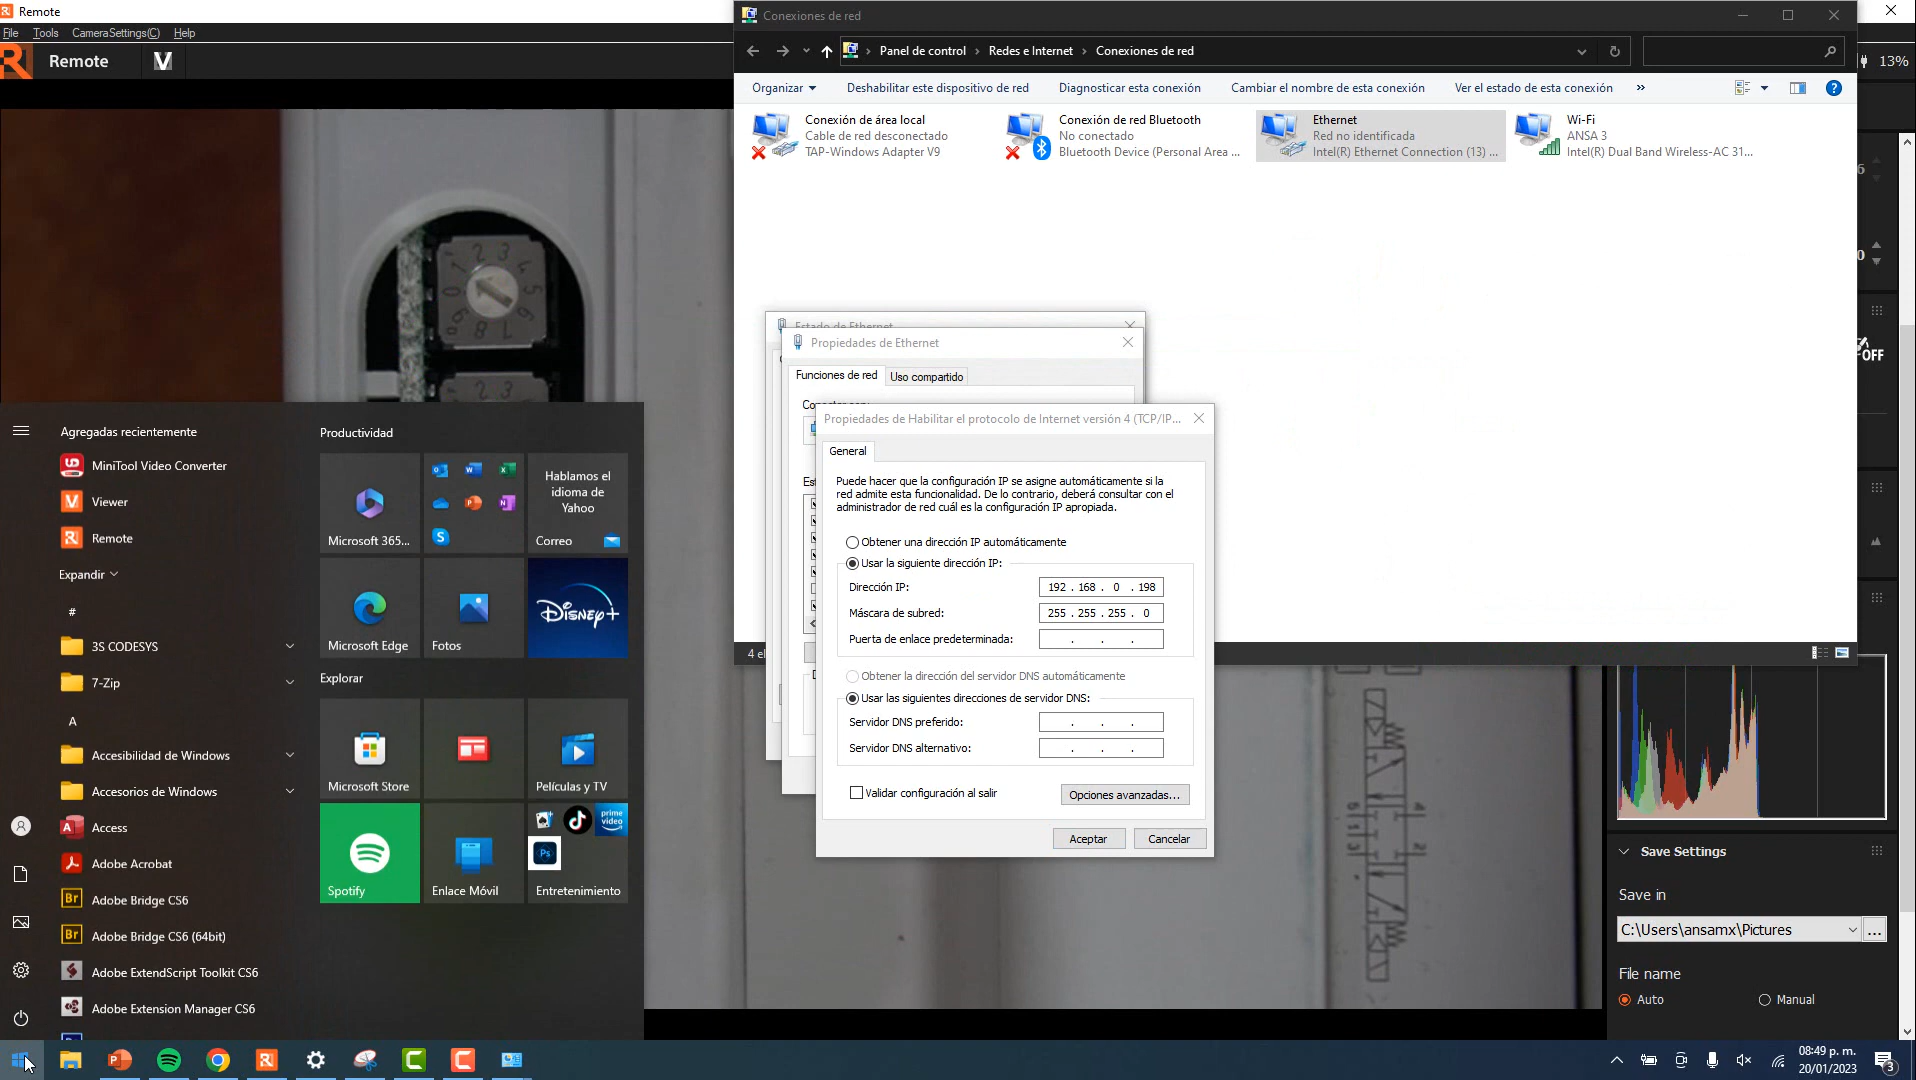 Remote
File Tools CameraSettings(C) Help
Remote
13%
Conexiones de red
Panel de control
Redes e Internet
Conexiones de red
Organizar
Deshabilitar este dispositivo de red
Diagnosticar esta conexión
Cambiar el nombre de esta conexión
Ver el estado de esta conexión
»
Conexión de área local
Cable de red desconectado
TAP-Windows Adapter V9
Conexión de red Bluetooth
No conectado
Bluetooth Device (Personal Area ...
Ethernet
Red no identificada
Intel(R) Ethernet Connection (13) ...
Wi-Fi
ANSA 3
Intel(R) Dual Band Wireless-AC 31...
Estado de Ethernet
Propiedades de Ethernet
Funciones de red
Uso compartido
Propiedades de Habilitar el protocolo de Internet versión 4 (TCP/IP...
General
Puede hacer que la configuración IP se asigne automáticamente si la
red admite esta funcionalidad. De lo contrario, deberá consultar con el
administrador de red cuál es la configuración IP apropiada.
Obtener una dirección IP automáticamente
Usar la siguiente dirección IP:
Dirección IP:
192 . 168 . 0 . 198
Máscara de subred:
255 . 255 . 255 . 0
Puerta de enlace predeterminada:
. . .
Obtener la dirección del servidor DNS automáticamente
Usar las siguientes direcciones de servidor DNS:
Servidor DNS preferido:
. . .
Servidor DNS alternativo:
. . .
Validar configuración al salir
Opciones avanzadas...
Aceptar
Cancelar
4 el
OFF
Agregadas recientemente
MiniTool Video Converter
Viewer
Remote
Expandir
#
3S CODESYS
7-Zip
A
Accesibilidad de Windows
Accesorios de Windows
Access
Adobe Acrobat
Adobe Bridge CS6
Adobe Bridge CS6 (64bit)
Adobe ExtendScript Toolkit CS6
Adobe Extension Manager CS6
Productividad
Microsoft 365...
Hablamos el
idioma de
Yahoo
Correo
Microsoft Edge
Fotos
Disney+
Explorar
Microsoft Store
Películas y TV
Spotify
Enlace Móvil
prime
video
Ps
Entretenimiento
Save Settings
Save in
C:\Users\ansamx\Pictures
...
File name
Auto
Manual
08:49 p. m.
20/01/2023
3